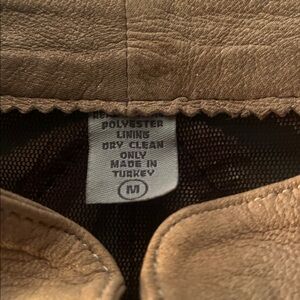 POLYESTER
LINING
DRY CLEAN
ONLY
MADE IN
TURKEY
M